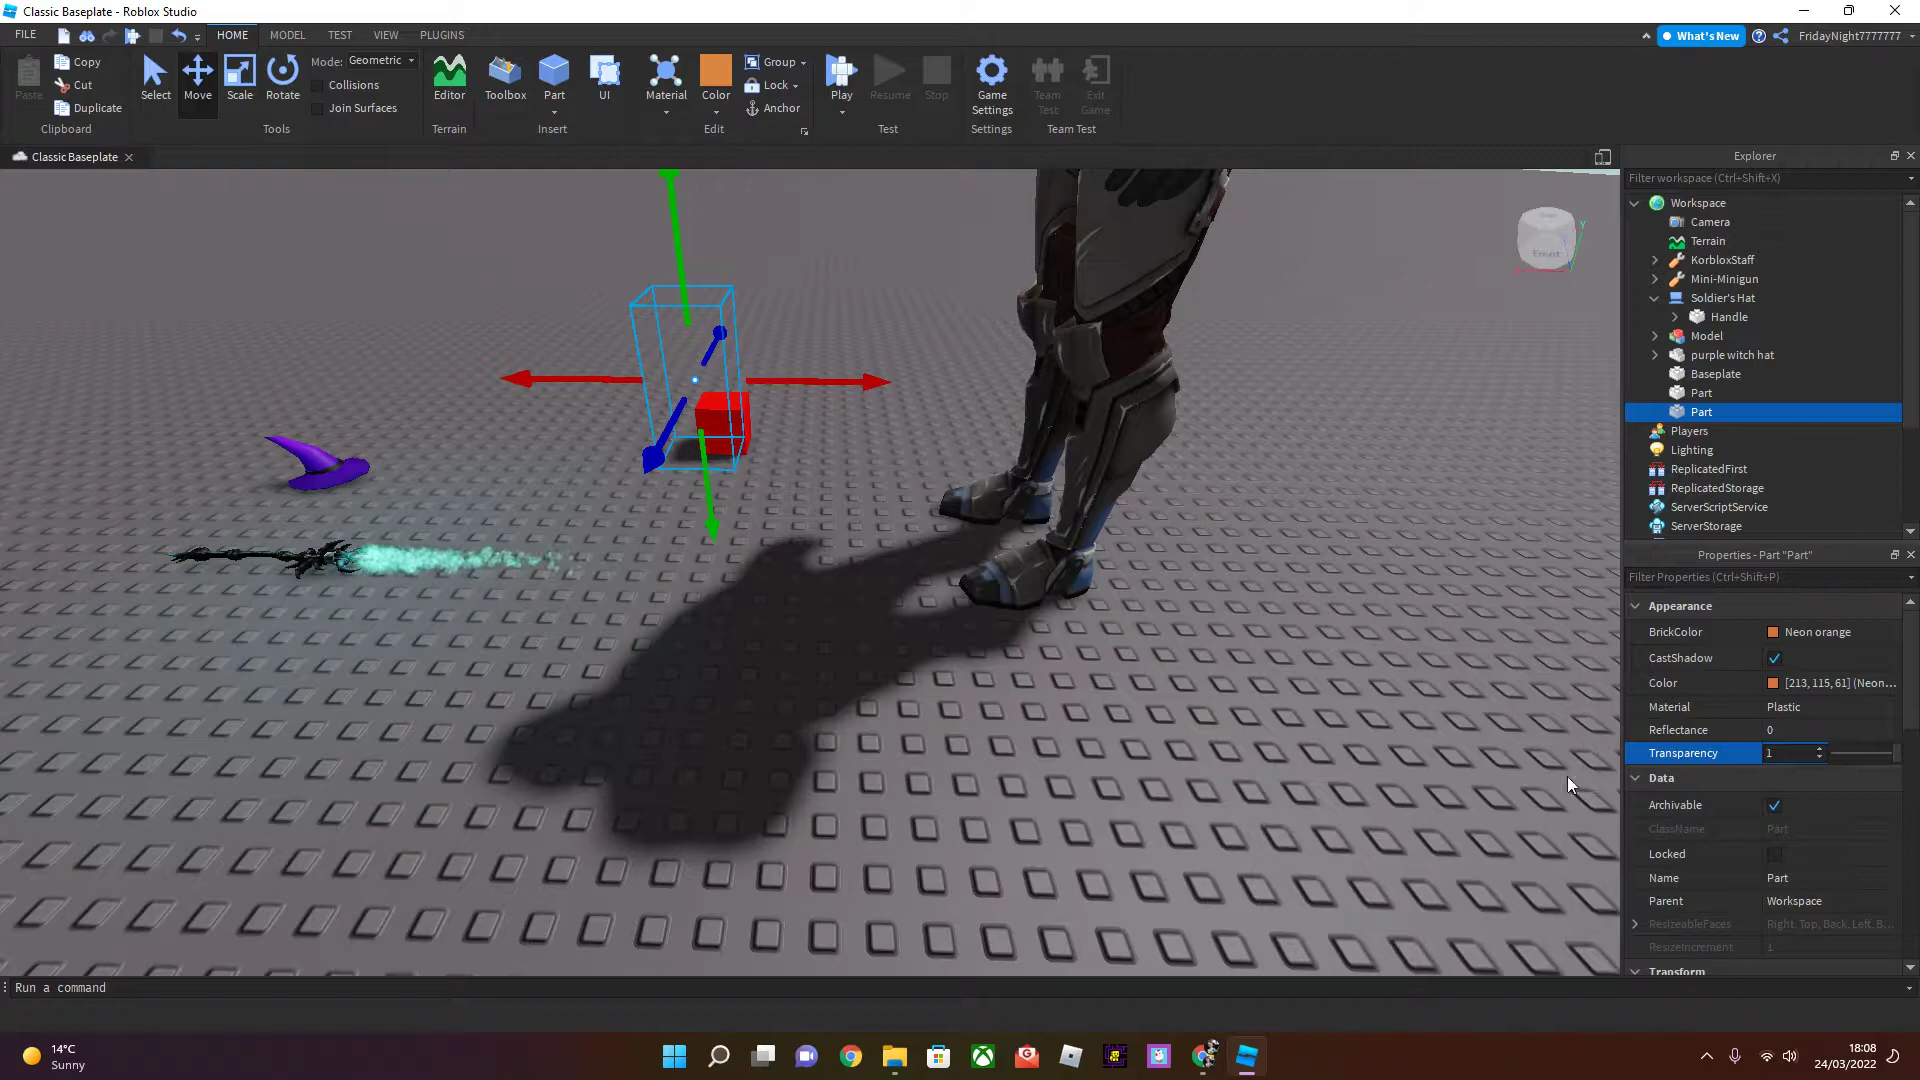 Classic Baseplate - Roblox Studio
FILE HOME MODEL TEST VIEW PLUGINS What's New FridayNight7777777
Paste Copy Cut Duplicate Select Move Scale Rotate Mode: Geometric Collisions Join Surfaces Editor Toolbox Part UI Material Color Group Lock Anchor Play Resume Stop Game Settings Team Test Exit Game
Clipboard Tools Terrain Insert Edit Test Settings Team Test
Classic Baseplate
Explorer
Filter workspace (Ctrl+Shift+X)
Workspace
Camera
Terrain
KorbloxStaff
Mini-Minigun
Soldier's Hat
Handle
Model
purple witch hat
Baseplate
Part
Part
Players
Lighting
ReplicatedFirst
ReplicatedStorage
ServerScriptService
ServerStorage
Properties - Part "Part"
Filter Properties (Ctrl+Shift+P)
Appearance
BrickColor Neon orange
CastShadow
Color [213, 115, 61] (Neon...
Material Plastic
Reflectance 0
Transparency 1
Data
Archivable
ClassName Part
Locked
Name Part
Parent Workspace
ResizeableFaces Right, Top, Back, Left, B...
ResizeIncrement 1
Transform
Run a command
14°C
Sunny
18:08
24/03/2022